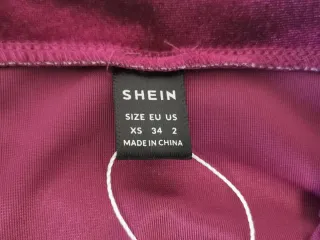 SHEIN
SIZE EU US
XS 34 2
MADE IN CHINA